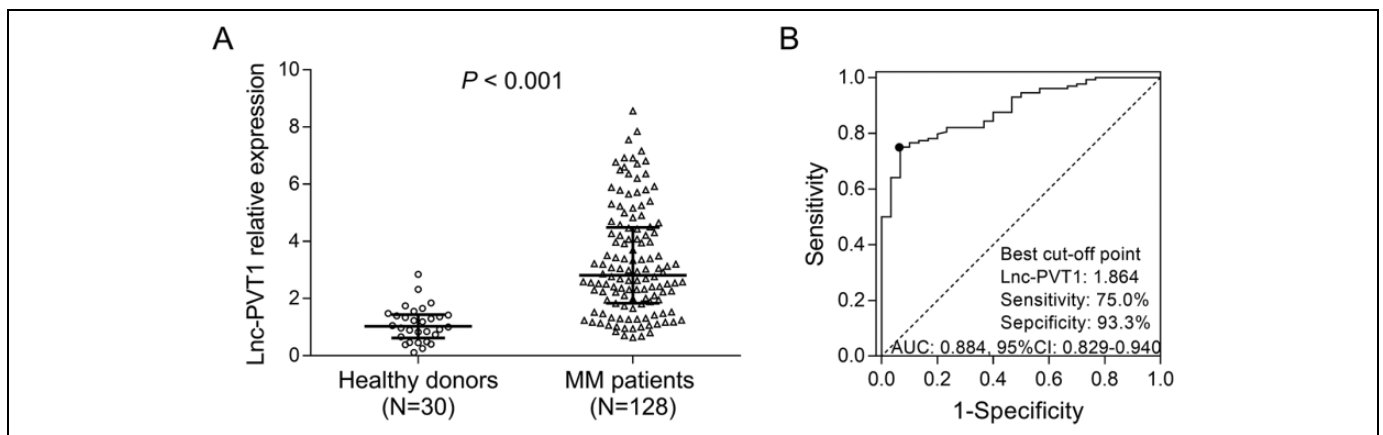 A
Lnc-PVT1 relative expression
10
8
6
4
2
0
P < 0.001
Healthy donors
(N=30)
MM patients
(N=128)
B
Sensitivity
1.0
0.8
0.6
0.4
0.2
0.0
Best cut-off point
Lnc-PVT1: 1.864
Sensitivity: 75.0%
Sepcificity: 93.3%
AUC: 0.884, 95%CI: 0.829-0.940
0.0 0.2 0.4 0.6 0.8 1.0
1-Specificity